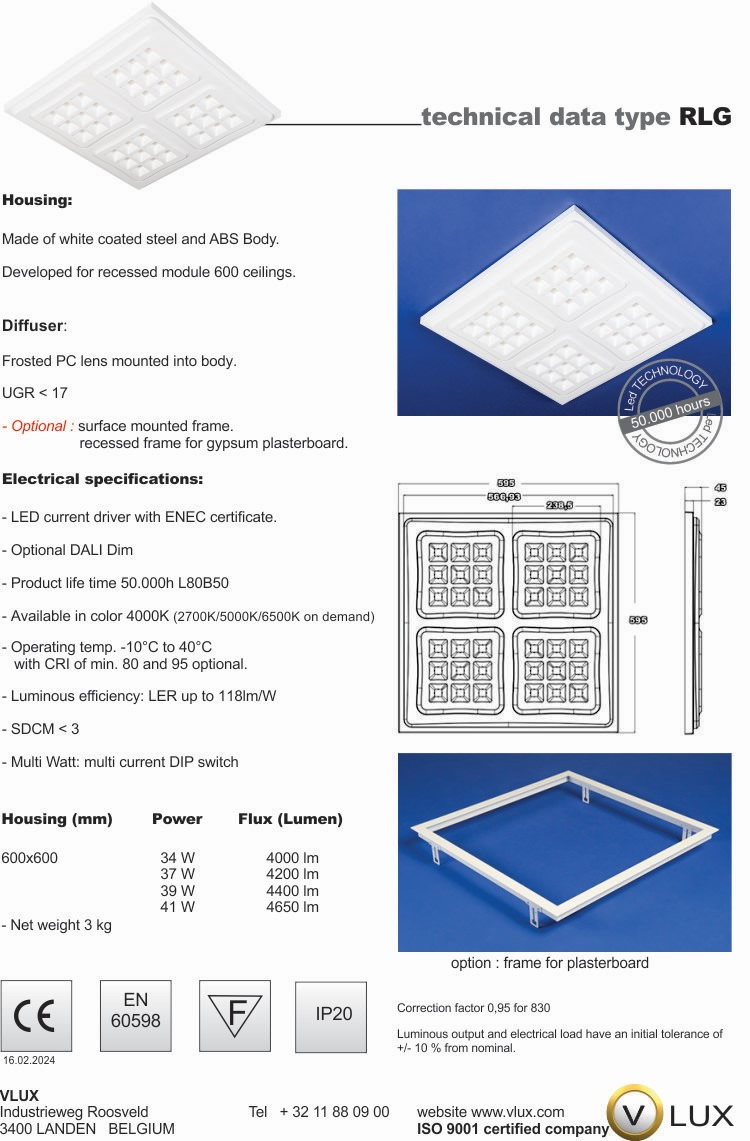 technical data type RLG
Housing:
Made of white coated steel and ABS Body.
Developed for recessed module 600 ceilings.
Diffuser:
Frosted PC lens mounted into body.
UGR < 17
- Optional : surface mounted frame.
recessed frame for gypsum plasterboard.
Led TECHNOLOGY
50.000 hours
Led TECHNOLOGY
Electrical specifications:
- LED current driver with ENEC certificate.
- Optional DALI Dim
- Product life time 50.000h L80B50
- Available in color 4000K (2700K/5000K/6500K on demand)
- Operating temp. -10°C to 40°C
with CRI of min. 80 and 95 optional.
- Luminous efficiency: LER up to 118lm/W
- SDCM < 3
- Multi Watt: multi current DIP switch
595
566,93
238,5
45
23
595
Housing (mm) Power Flux (Lumen)
600x600 34 W 4000 lm
37 W 4200 lm
39 W 4400 lm
41 W 4650 lm
- Net weight 3 kg
option : frame for plasterboard
CE
EN
60598
F
IP20
16.02.2024
Correction factor 0,95 for 830
Luminous output and electrical load have an initial tolerance of
+/- 10 % from nominal.
VLUX
Industrieweg Roosveld Tel + 32 11 88 09 00 website www.vlux.com
3400 LANDEN BELGIUM ISO 9001 certified company
V LUX